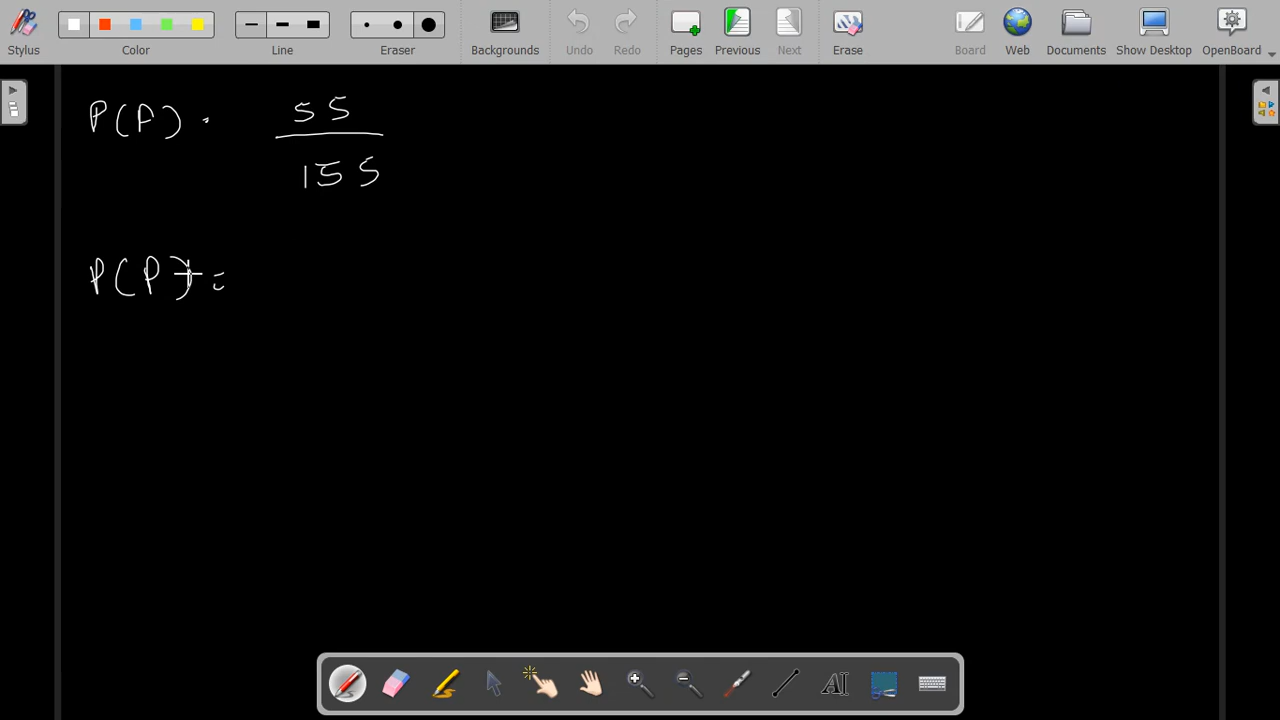 Stylus
Color
Line
Eraser
Backgrounds
Undo
Redo
Pages
Previous
Next
Erase
Board
Web
Documents
Show Desktop
OpenBoard
P(F) . 55
155
P(P) =
AI